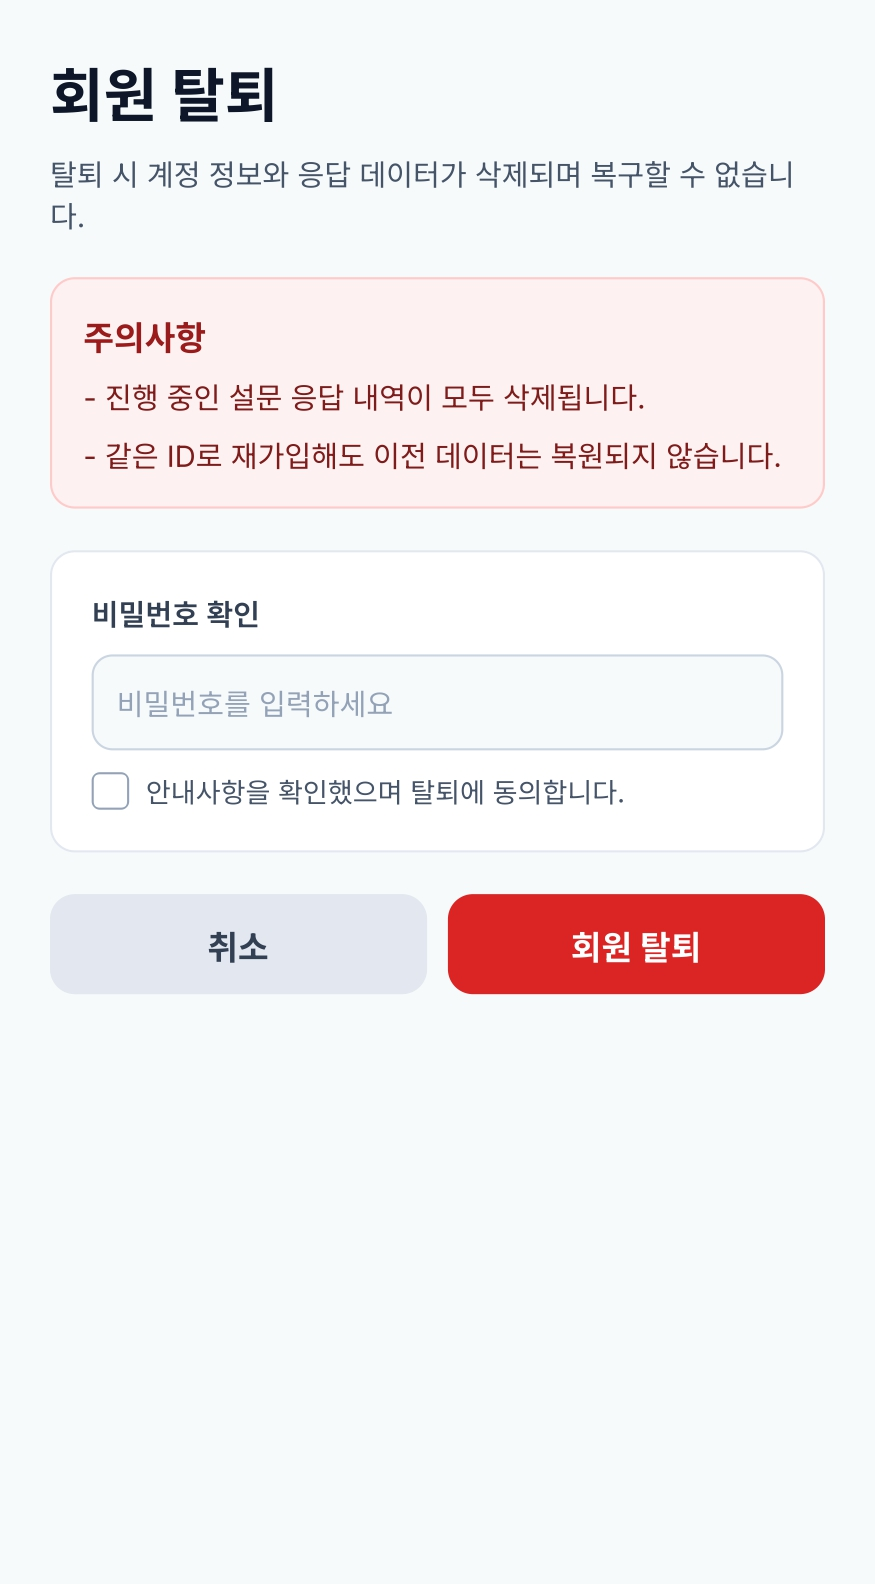 회원 탈퇴
탈퇴 시 계정 정보와 응답 데이터가 삭제되며 복구할 수 없습니
다.
주의사항
- 진행 중인 설문 응답 내역이 모두 삭제됩니다.
- 같은 ID로 재가입해도 이전 데이터는 복원되지 않습니다.
비밀번호 확인
비밀번호를 입력하세요
안내사항을 확인했으며 탈퇴에 동의합니다.
취소
회원 탈퇴